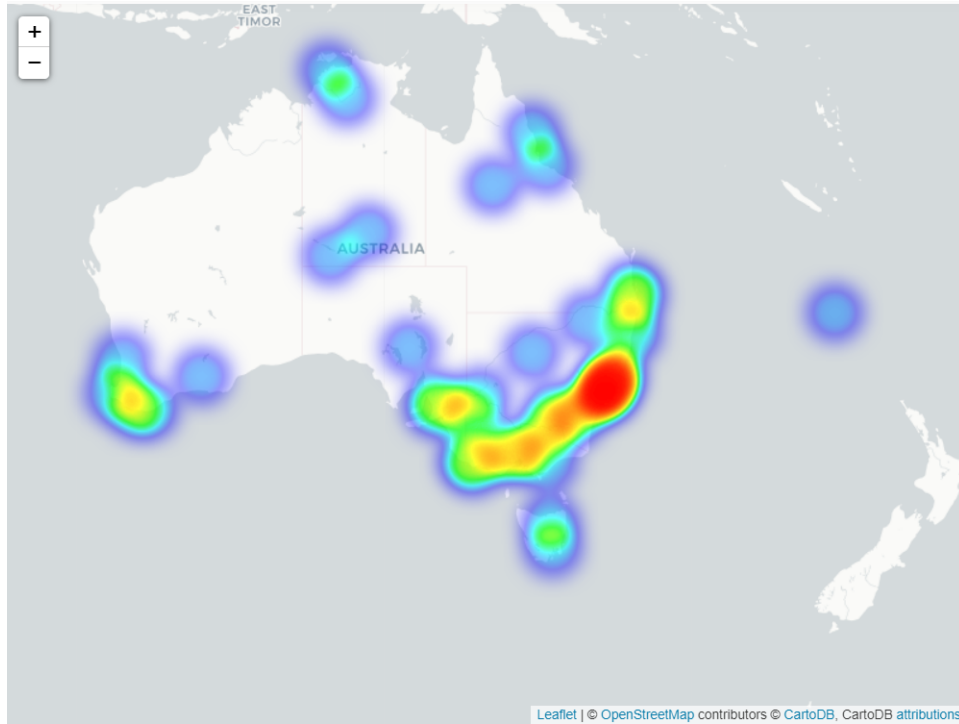 EAST
TIMOR
+
−
AUSTRALIA
Leaflet | © OpenStreetMap contributors © CartoDB, CartoDB attributions